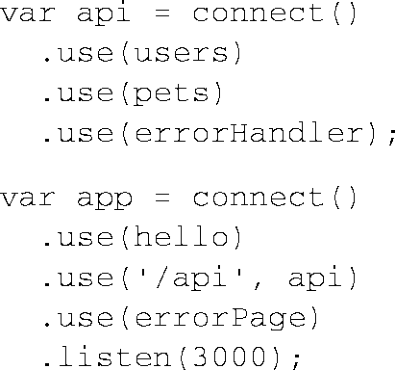 var api = connect()
  .use(users)
  .use(pets)
  .use(errorHandler);

var app = connect()
  .use(hello)
  .use('/api', api)
  .use(errorPage)
  .listen(3000);